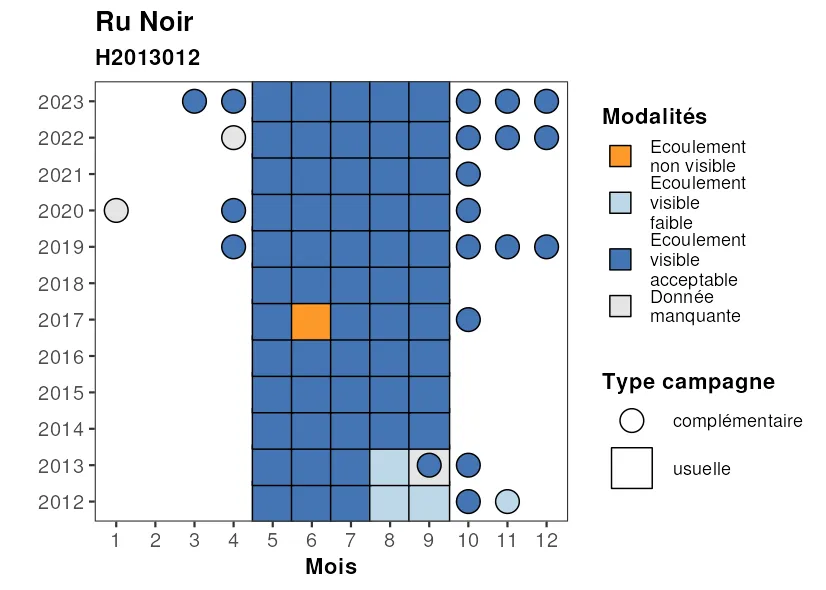 Ru Noir
H2013012
2023
2022
2021
2020
2019
2018
2017
2016
2015
2014
2013
2012
1 2 3 4 5 6 7 8 9 10 11 12
Mois
Modalités
Ecoulement
non visible
Ecoulement
visible
faible
Ecoulement
visible
acceptable
Donnée
manquante
Type campagne
complémentaire
usuelle